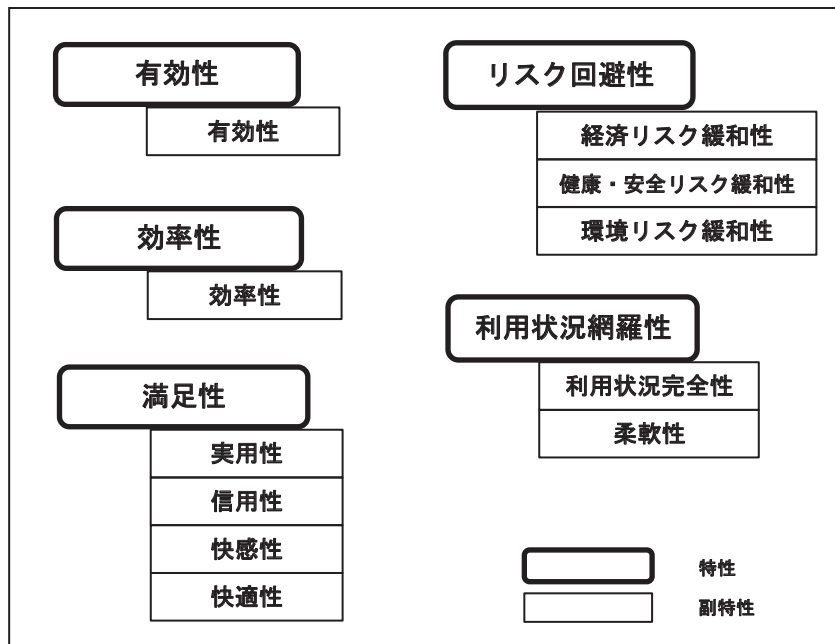 有効性
有効性
効率性
効率性
満足性
実用性
信用性
快感性
快適性
リスク回避性
経済リスク緩和性
健康・安全リスク緩和性
環境リスク緩和性
利用状況網羅性
利用状況完全性
柔軟性
特性
副特性